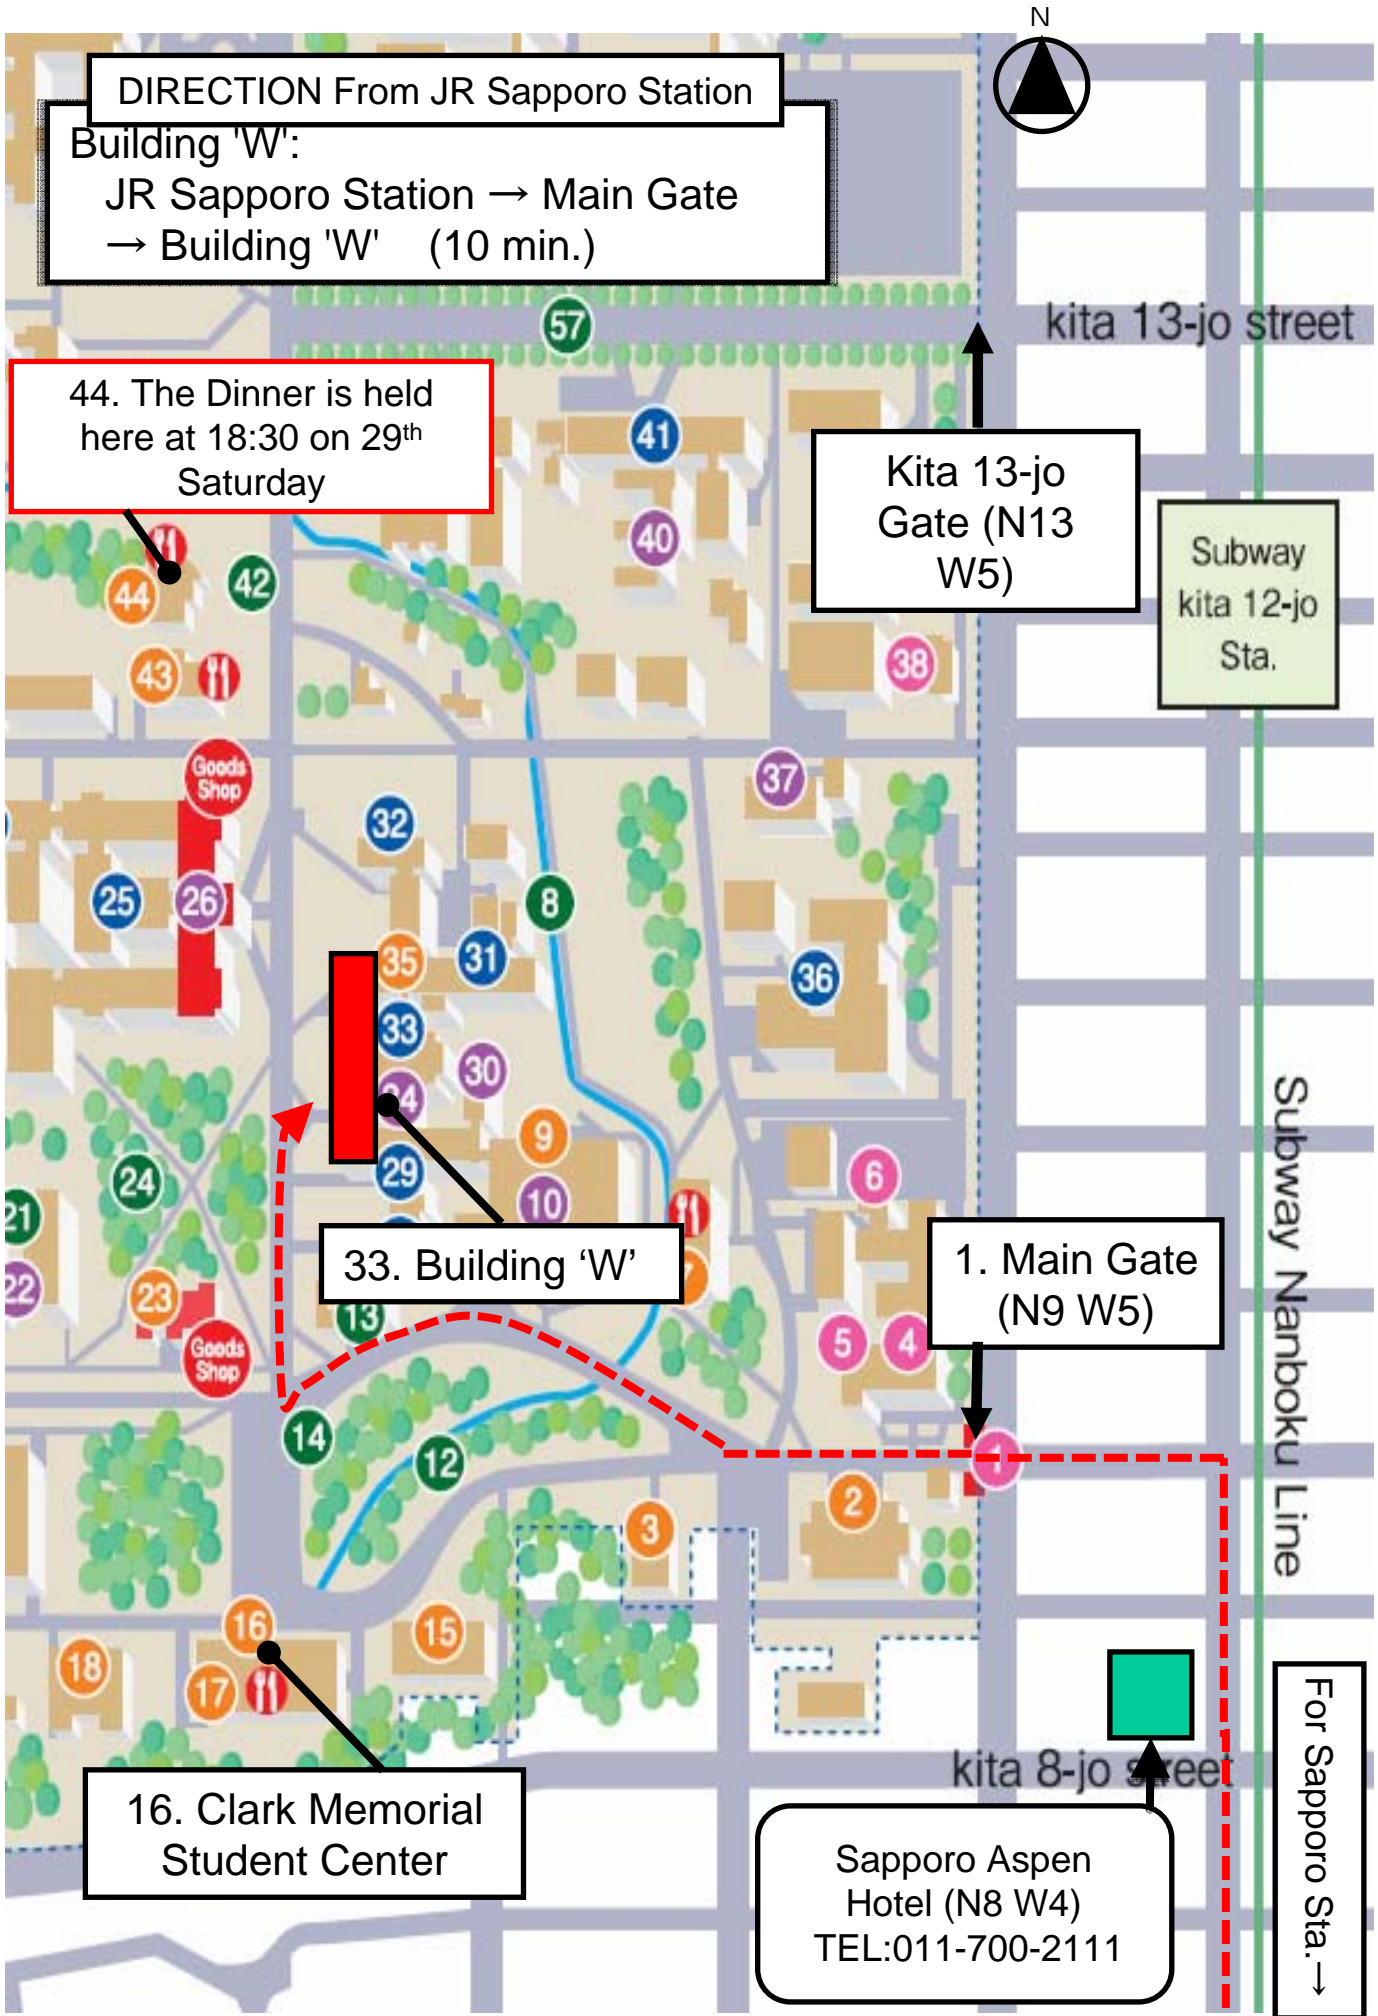 N
DIRECTION From JR Sapporo Station
Building 'W':
JR Sapporo Station → Main Gate
→ Building 'W' (10 min.)
57
kita 13-jo street
44. The Dinner is held
here at 18:30 on 29th
Saturday
41
Kita 13-jo
Gate (N13
W5)
40
Subway
kita 12-jo
Sta.
42
44
43
38
Goods
Shop
37
32
25
26
8
35
31
36
33
30
34
9
29
24
6
10
21
33. Building ‘W’
1. Main Gate
(N9 W5)
Subway Nanboku Line
22
23
7
13
5
4
Goods
Shop
14
12
1
2
3
16
15
18
17
For Sapporo Sta.→
kita 8-jo street
16. Clark Memorial
Student Center
Sapporo Aspen
Hotel (N8 W4)
TEL:011-700-2111